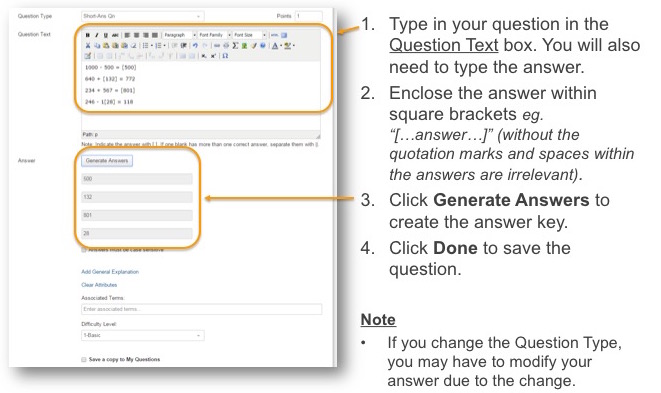 Question Type
Short-Ans Qn
Points: 1
Question Text
Paragraph
Font Family
Font Size
1000 - 500 = [500]
640 + [132] = 772
234 + 567 = [801]
246 - 1[28] = 118
Path: p
Note: Indicate the answer with [ ]. If one blank has more than one correct answer, separate them with ||
Answer
Generate Answers
500
132
801
28
Answers must be case sensitive
Add General Explanation
Clear Attributes
Associated Terms:
Enter associated terms...
Difficulty Level:
1-Basic
Save a copy to My Questions
1. Type in your question in the
Question Text box. You will also
need to type the answer.
2. Enclose the answer within
square brackets eg.
“[…answer…]” (without the
quotation marks and spaces within
the answers are irrelevant).
3. Click Generate Answers to
create the answer key.
4. Click Done to save the
question.
Note
• If you change the Question Type,
you may have to modify your
answer due to the change.